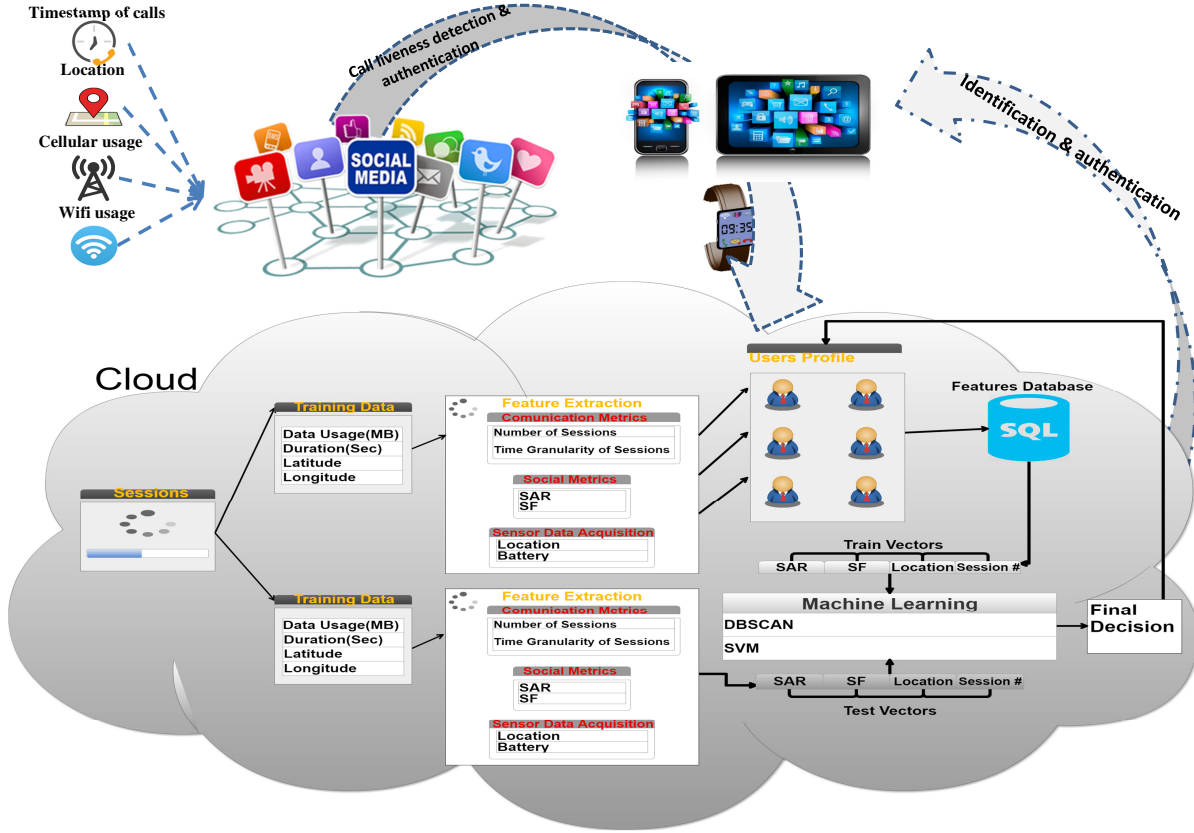 Timestamp of calls
Location
Cellular usage
Wifi usage
SOCIAL
MEDIA
Call liveness detection &
authentication
09:35
Identification & authentication
Cloud
Sessions
Training Data
Data Usage(MB)
Duration(Sec)
Latitude
Longitude
Feature Extraction
Comunication Metrics
Number of Sessions
Time Granularity of Sessions
Social Metrics
SAR
SF
Sensor Data Acquisition
Location
Battery
Training Data
Data Usage(MB)
Duration(Sec)
Latitude
Longitude
Feature Extraction
Comunication Metrics
Number of Sessions
Time Granularity of Sessions
Social Metrics
SAR
SF
Sensor Data Acquisition
Location
Battery
Users Profile
Features Database
SQL
Train Vectors
SAR SF Location Session #
Machine Learning
DBSCAN
SVM
SAR SF Location Session #
Test Vectors
Final
Decision